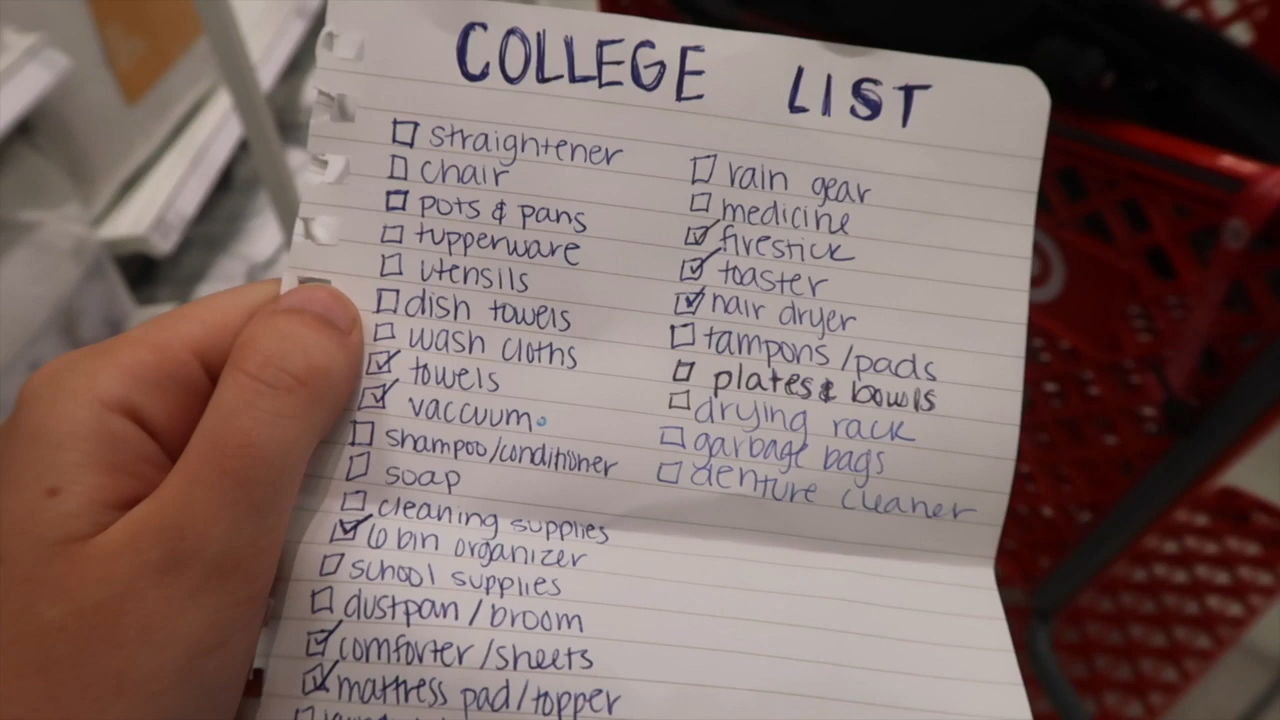 COLLEGE LIST
straightener
chair
pots & pans
tupperware
utensils
dish towels
wash cloths
towels
vaccuum
shampoo/conditioner
soap
cleaning supplies
6 bin organizer
school supplies
dustpan / broom
comforter /sheets
mattress pad/topper
rain gear
medicine
firestick
toaster
hair dryer
tampons /pads
plates & bowls
drying rack
garbage bags
denture cleaner